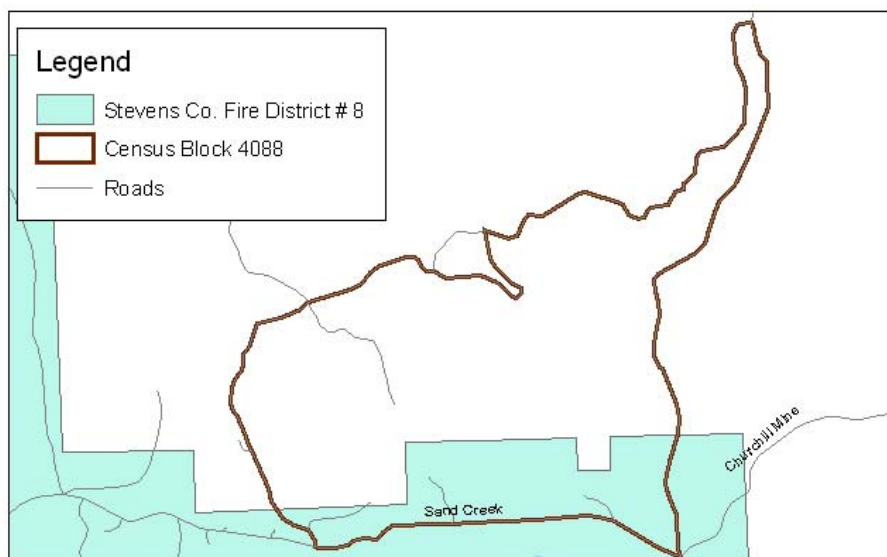 Legend
Stevens Co. Fire District # 8
Census Block 4088
Roads
Churchill Mine
Sand Creek